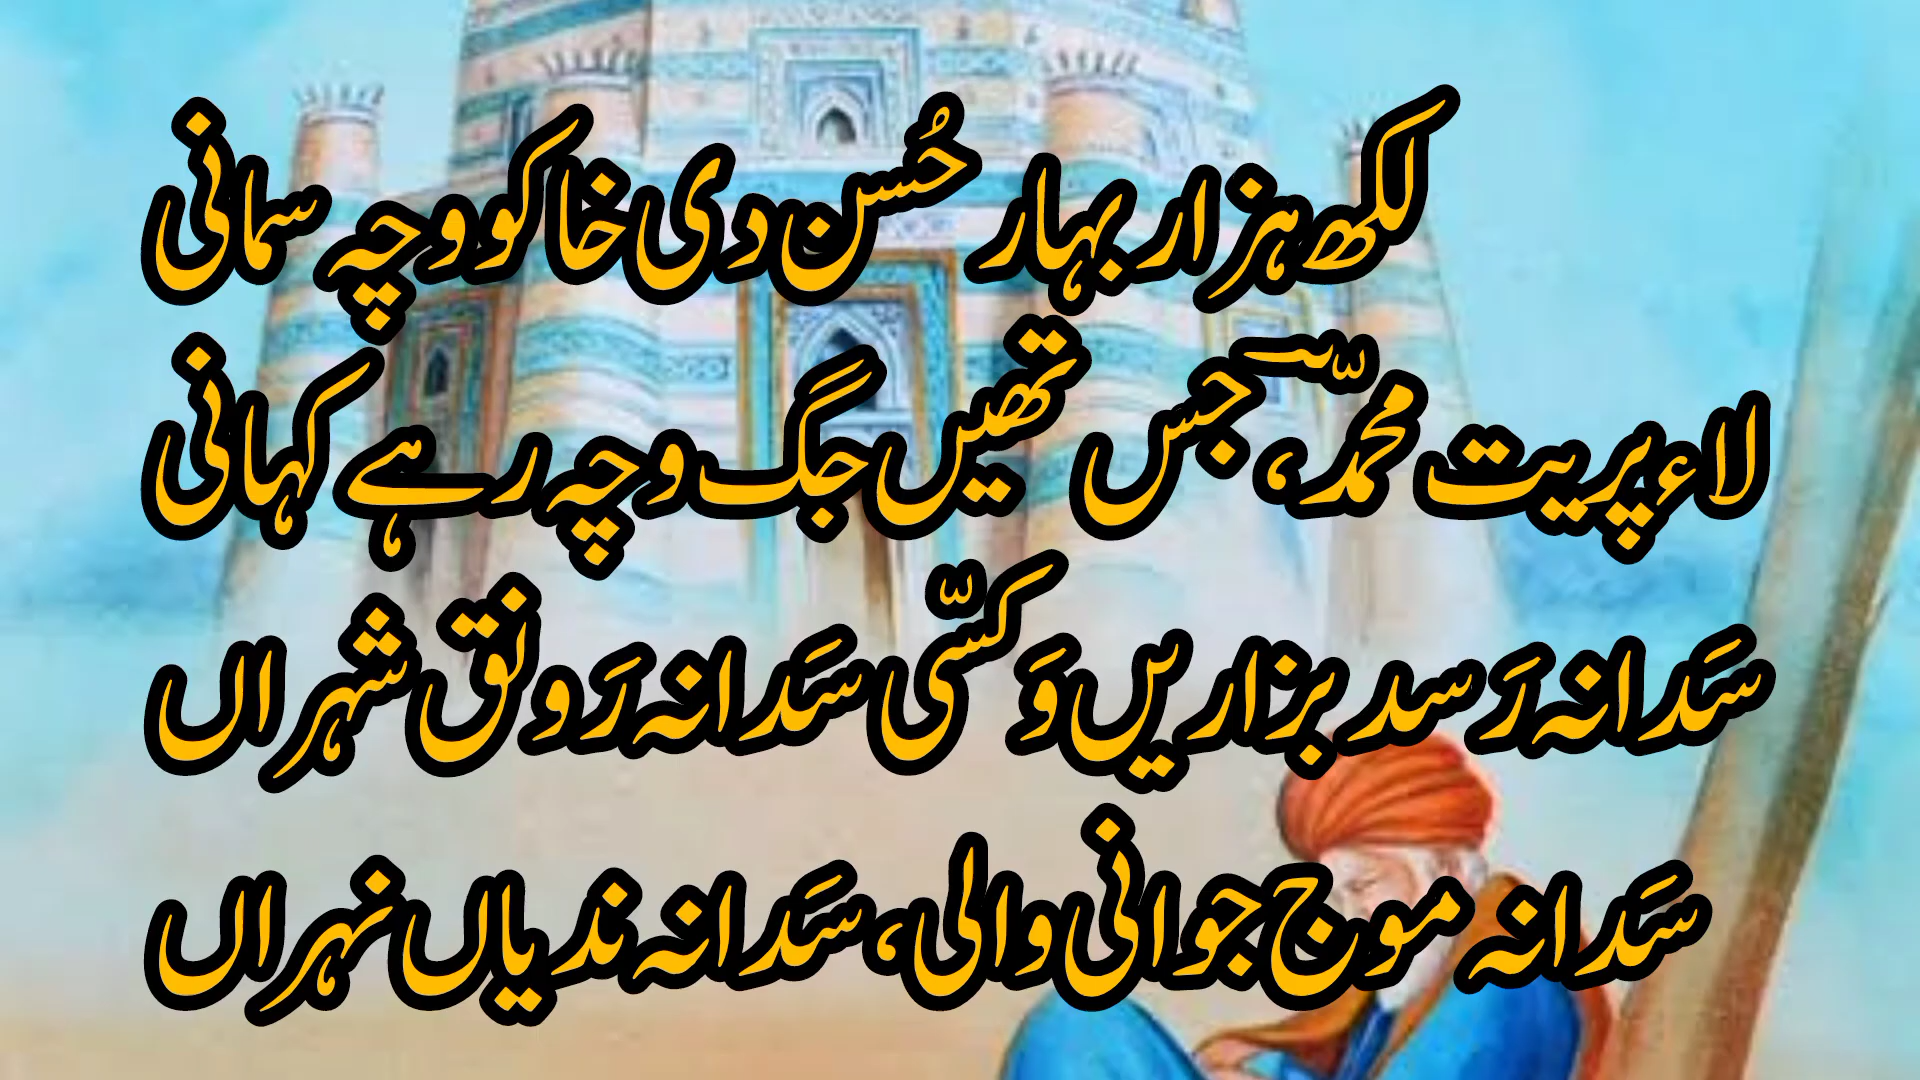 لکھ ہزار بہار حُسن دی خاکو وچہ سمانی
لاء پریت محمدؔ، جس تھیں جگ وچہ رہے کہانی
سَدا نہ رَسد بزاریں وَکسّی سَدا نہ رَونق شہراں
سَدا نہ موج جوانی والی، سَدا نہ ندیاں نہراں